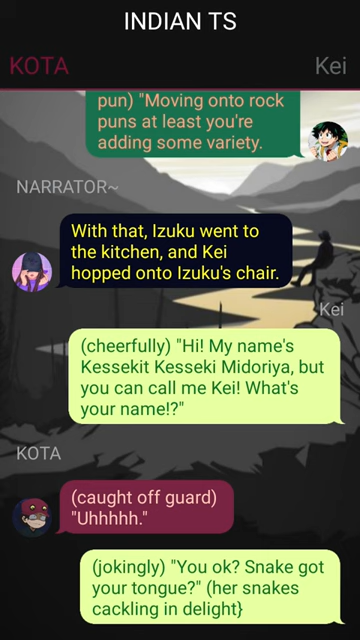 INDIAN TS
KOTA
Kei
pun) "Moving onto rock
puns at least you're
adding some variety.
NARRATOR~
With that, Izuku went to
the kitchen, and Kei
hopped onto Izuku's chair.
Kei
(cheerfully) "Hi! My name's
Kessekit Kesseki Midoriya, but
you can call me Kei! What's
your name!?"
KOTA
(caught off guard)
"Uhhhhh."
(jokingly) "You ok? Snake got
your tongue?" (her snakes
cackling in delight}